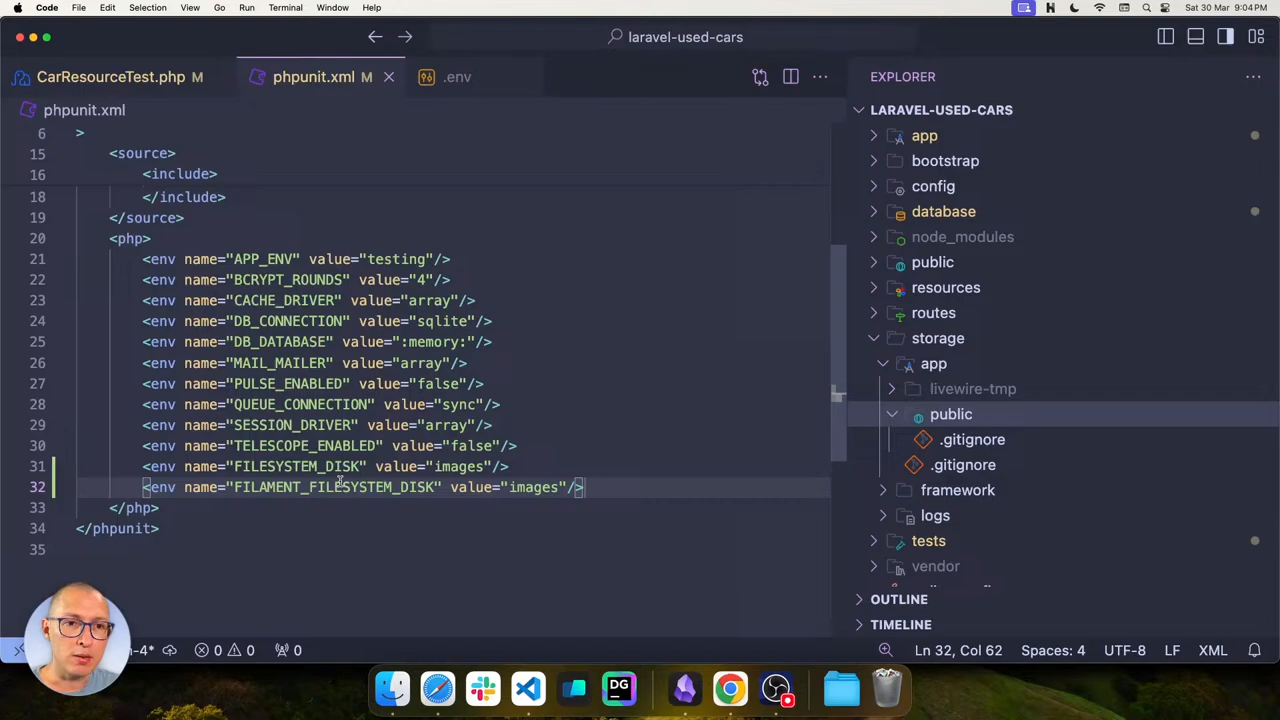 Code File Edit Selection View Go Run Terminal Window Help
Sat 30 Mar 9:04PM
laravel-used-cars
CarResourceTest.php M
phpunit.xml M
.env
EXPLORER
phpunit.xml
6 >
15 <source>
16 <include>
18 </include>
19 </source>
20 <php>
21 <env name="APP_ENV" value="testing"/>
22 <env name="BCRYPT_ROUNDS" value="4"/>
23 <env name="CACHE_DRIVER" value="array"/>
24 <env name="DB_CONNECTION" value="sqlite"/>
25 <env name="DB_DATABASE" value=":memory:"/>
26 <env name="MAIL_MAILER" value="array"/>
27 <env name="PULSE_ENABLED" value="false"/>
28 <env name="QUEUE_CONNECTION" value="sync"/>
29 <env name="SESSION_DRIVER" value="array"/>
30 <env name="TELESCOPE_ENABLED" value="false"/>
31 <env name="FILESYSTEM_DISK" value="images"/>
32 <env name="FILAMENT_FILESYSTEM_DISK" value="images"/>
33 </php>
34 </phpunit>
35
LARAVEL-USED-CARS
app
bootstrap
config
database
node_modules
public
resources
routes
storage
app
livewire-tmp
public
.gitignore
.gitignore
framework
logs
tests
vendor
OUTLINE
TIMELINE
n-4*
0 0
0
Ln 32, Col 62
Spaces: 4
UTF-8
LF
XML
DG